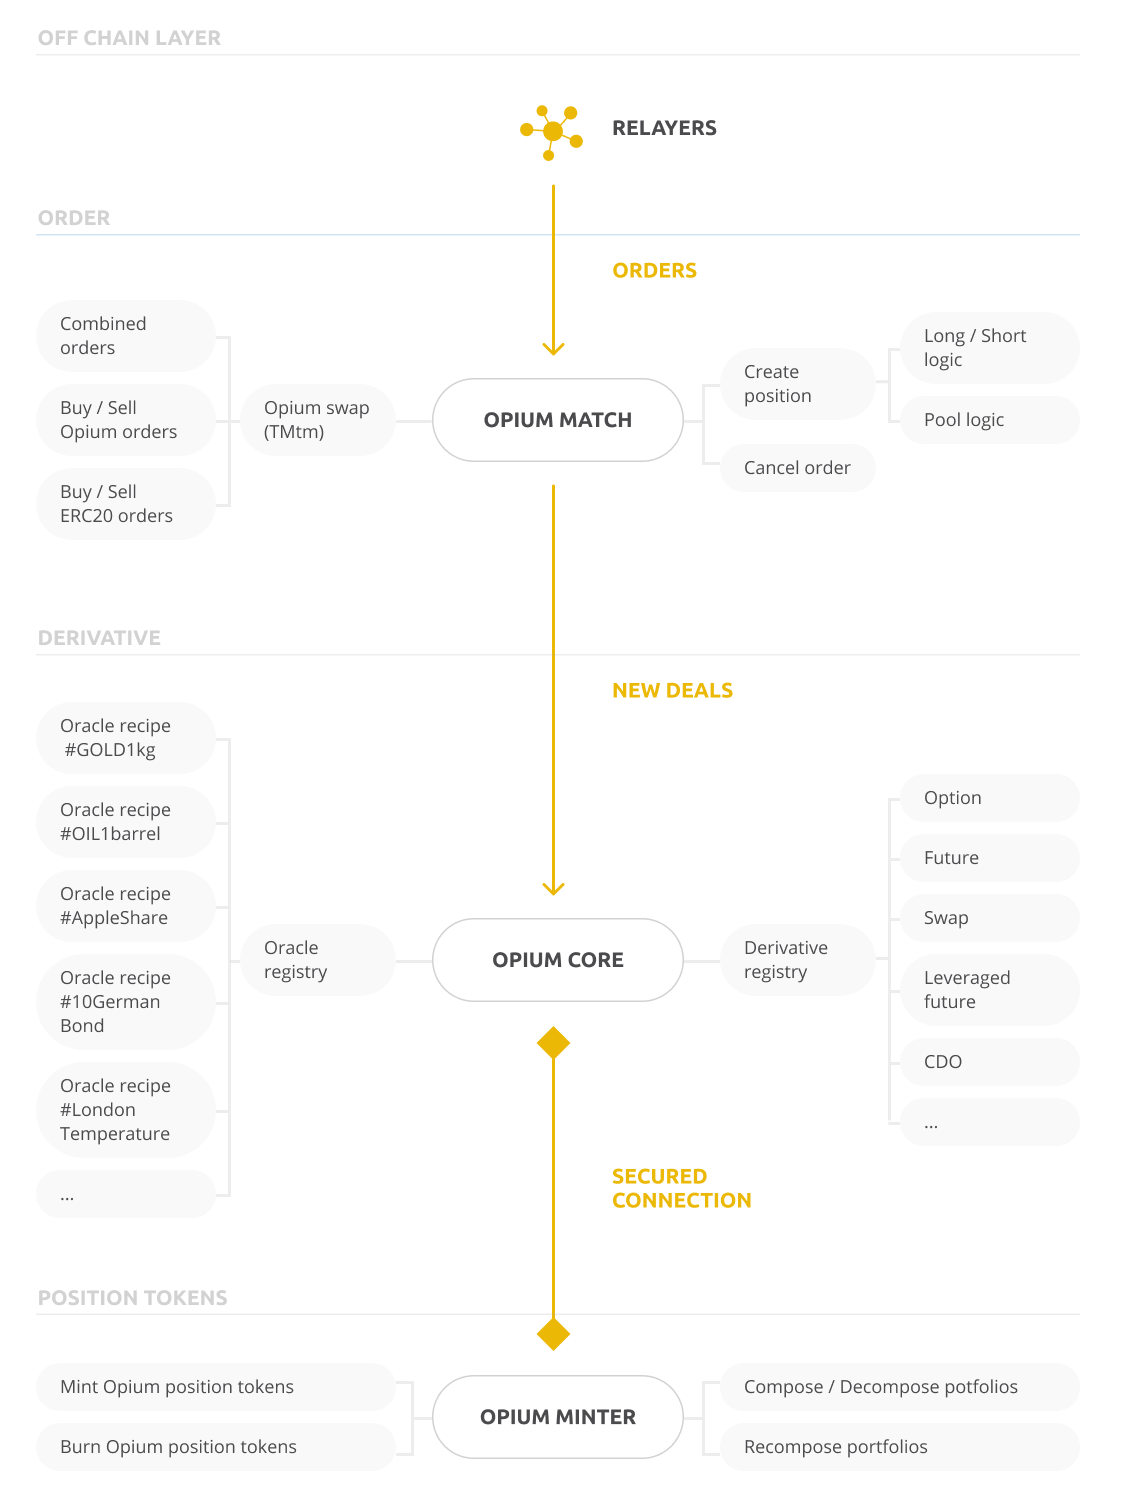 OFF CHAIN LAYER
RELAYERS
ORDER
ORDERS
Combined
orders
Buy / Sell
Opium orders
Buy / Sell
ERC20 orders
Opium swap
(TMtm)
OPIUM MATCH
Create
position
Cancel order
Long / Short
logic
Pool logic
DERIVATIVE
NEW DEALS
Oracle recipe
#GOLD1kg
Oracle recipe
#OIL1barrel
Oracle recipe
#AppleShare
Oracle recipe
#10German
Bond
Oracle recipe
#London
Temperature
...
Oracle
registry
OPIUM CORE
Derivative
registry
Option
Future
Swap
Leveraged
future
CDO
...
SECURED
CONNECTION
POSITION TOKENS
Mint Opium position tokens
Burn Opium position tokens
OPIUM MINTER
Compose / Decompose potfolios
Recompose portfolios